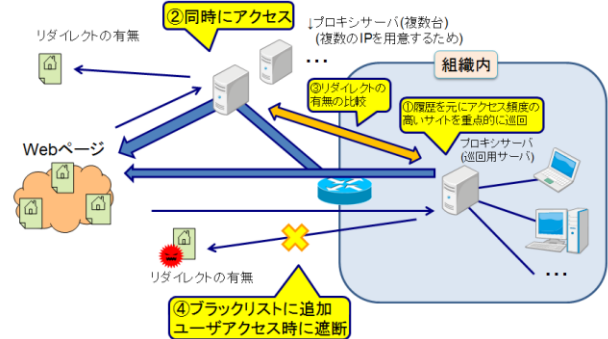 ②同時にアクセス
↓プロキシサーバ(複数台)
(複数のIPを用意するため)
リダイレクトの有無
…
組織内
③リダイレクトの
有無の比較
①履歴を元にアクセス頻度の
高いサイトを重点的に巡回
プロキシサーバ
(巡回用サーバ)
Webページ
リダイレクトの有無
…
④ブラックリストに追加
ユーザアクセス時に遮断